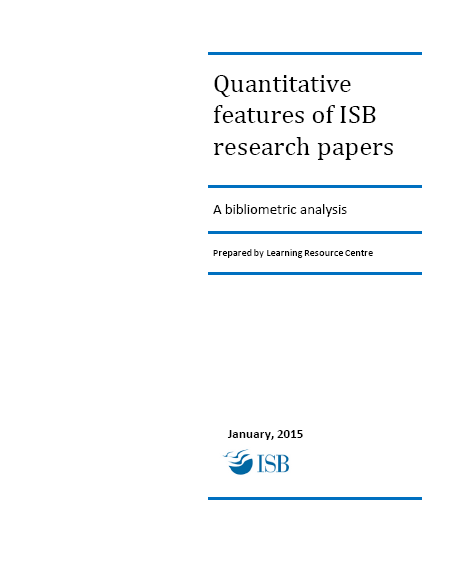 Quantitative
features of ISB
research papers
A bibliometric analysis
Prepared by Learning Resource Centre
January, 2015
ISB